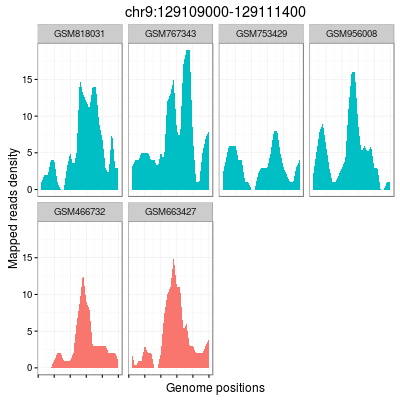 chr9:129109000-129111400
GSM818031 GSM767343 GSM753429 GSM956008
15
10
5
0
Mapped reads density
GSM466732 GSM663427
15
10
5
0
Genome positions